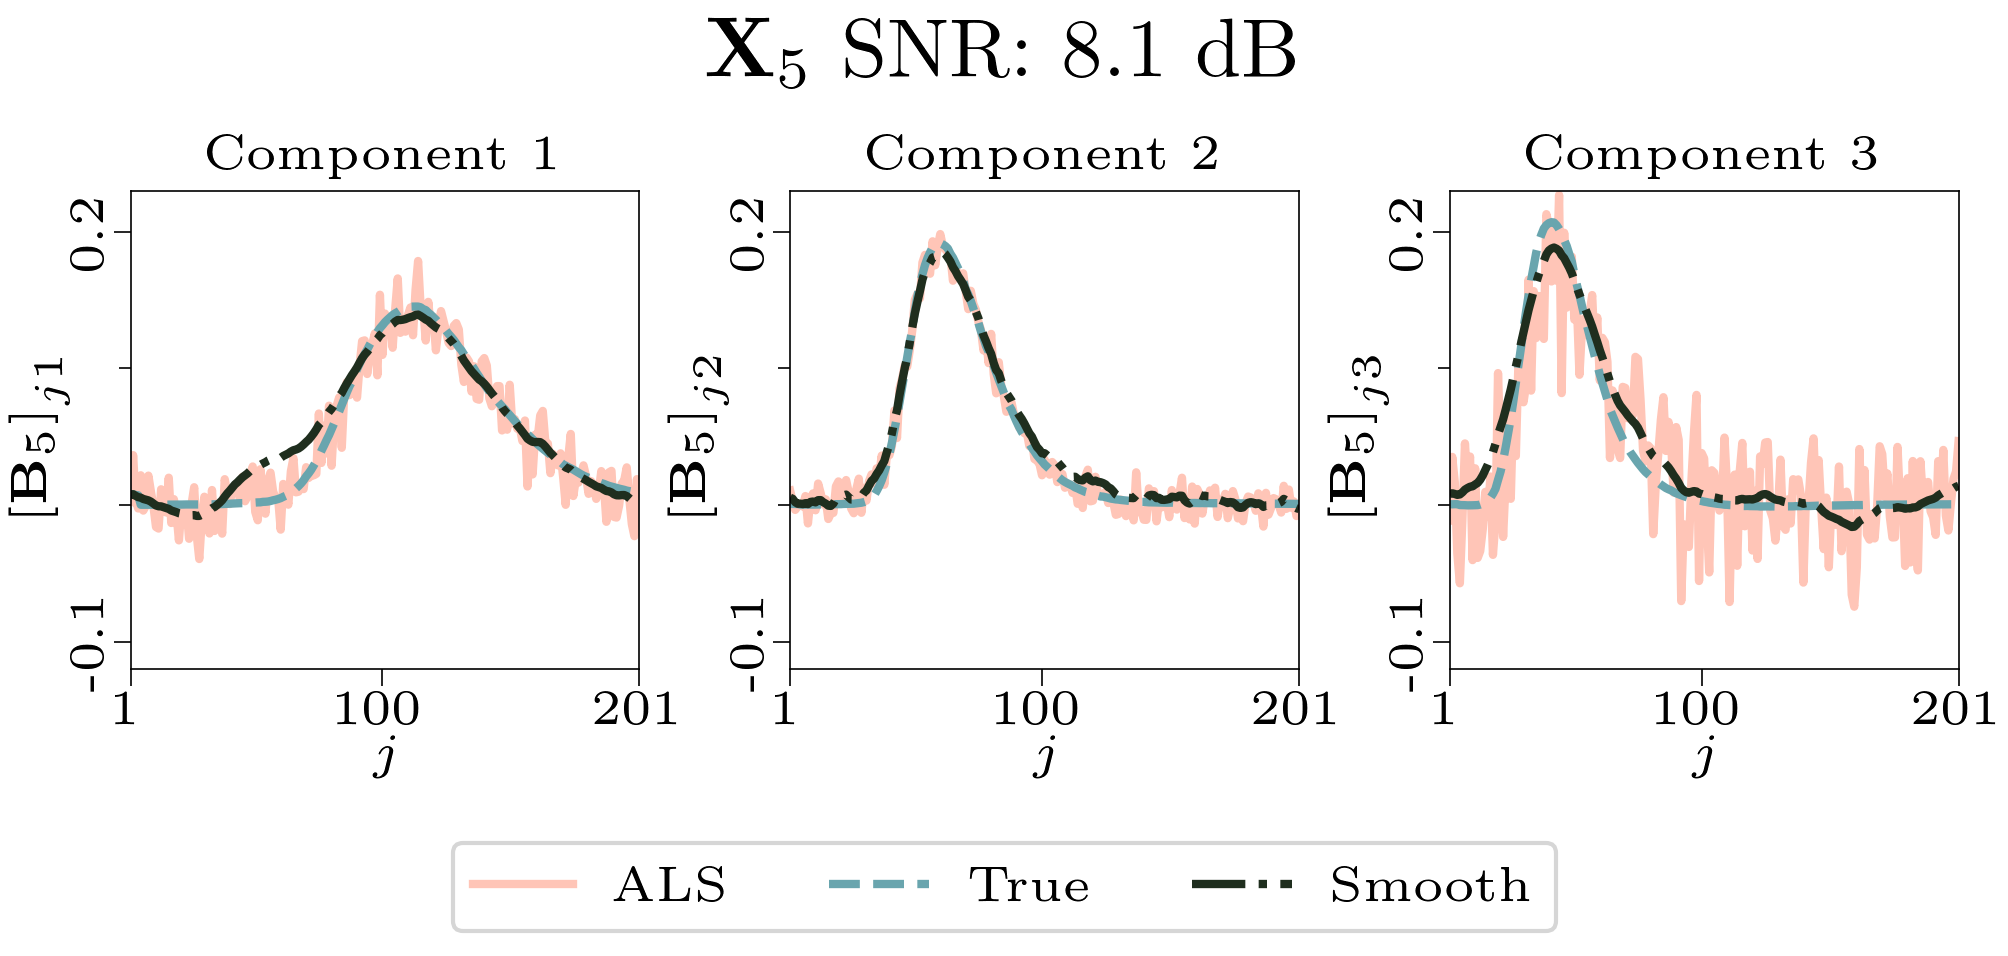 X₅ SNR: 8.1 dB
Component 1
Component 2
Component 3
[B₅]ⱼ₁
0.2
-0.1
1
100
201
j
[B₅]ⱼ₂
0.2
-0.1
1
100
201
j
[B₅]ⱼ₃
0.2
-0.1
1
100
201
j
ALS
True
Smooth